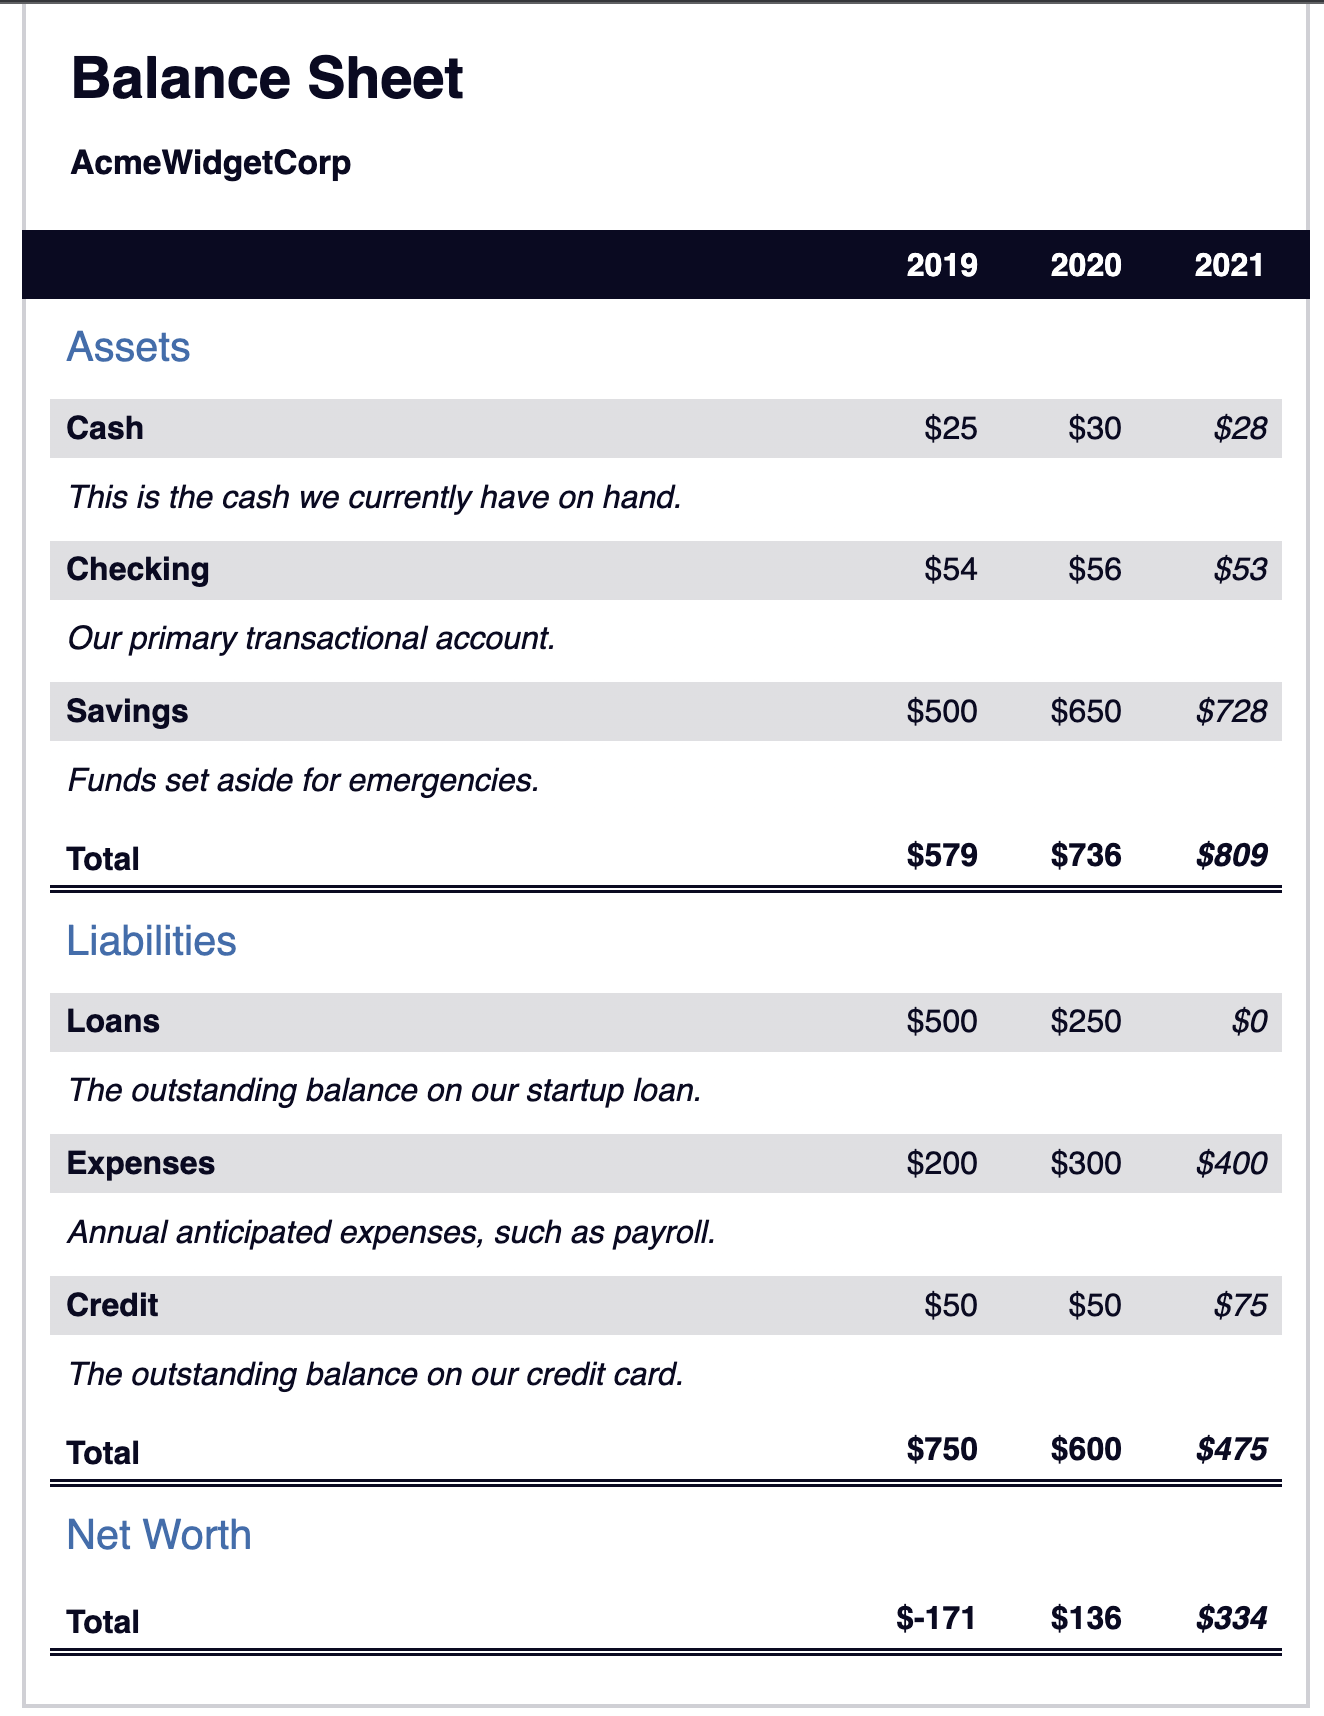 Balance Sheet
AcmeWidgetCorp
2019 2020 2021
Assets
Cash $25 $30 $28
This is the cash we currently have on hand.
Checking $54 $56 $53
Our primary transactional account.
Savings $500 $650 $728
Funds set aside for emergencies.
Total $579 $736 $809
Liabilities
Loans $500 $250 $0
The outstanding balance on our startup loan.
Expenses $200 $300 $400
Annual anticipated expenses, such as payroll.
Credit $50 $50 $75
The outstanding balance on our credit card.
Total $750 $600 $475
Net Worth
Total $-171 $136 $334